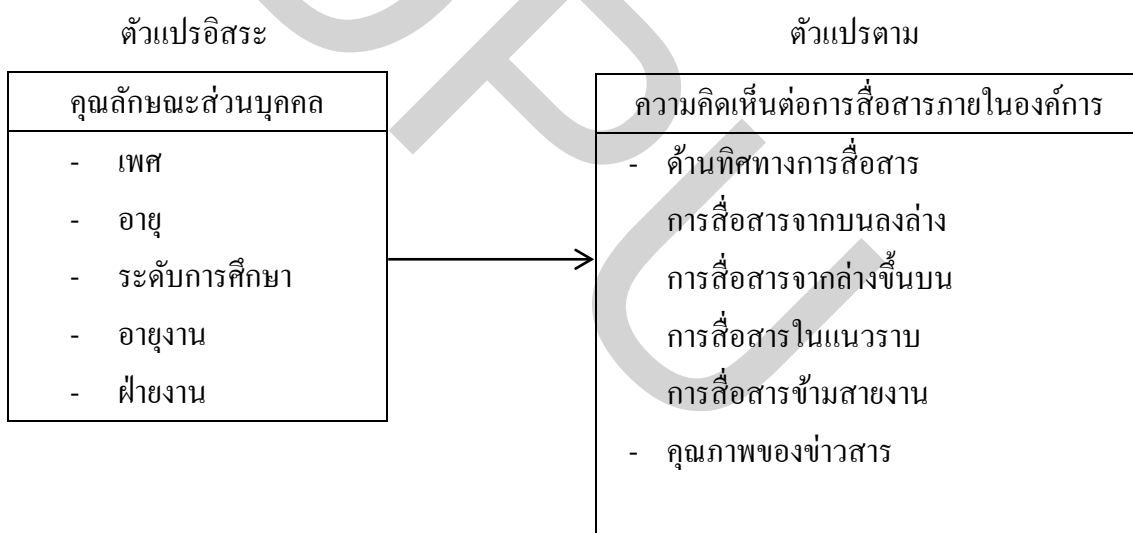 ตัวแปรอิสระ
ตัวแปรตาม
คุณลักษณะส่วนบุคคล
- เพศ
- อายุ
- ระดับการศึกษา
- อายุงาน
- ฝ่ายงาน
ความคิดเห็นต่อการสื่อสารภายในองค์การ
- ด้านทิศทางการสื่อสาร
การสื่อสารจากบนลงล่าง
การสื่อสารจากล่างขึ้นบน
การสื่อสารในแนวราบ
การสื่อสารข้ามสายงาน
- คุณภาพของข่าวสาร
DPU